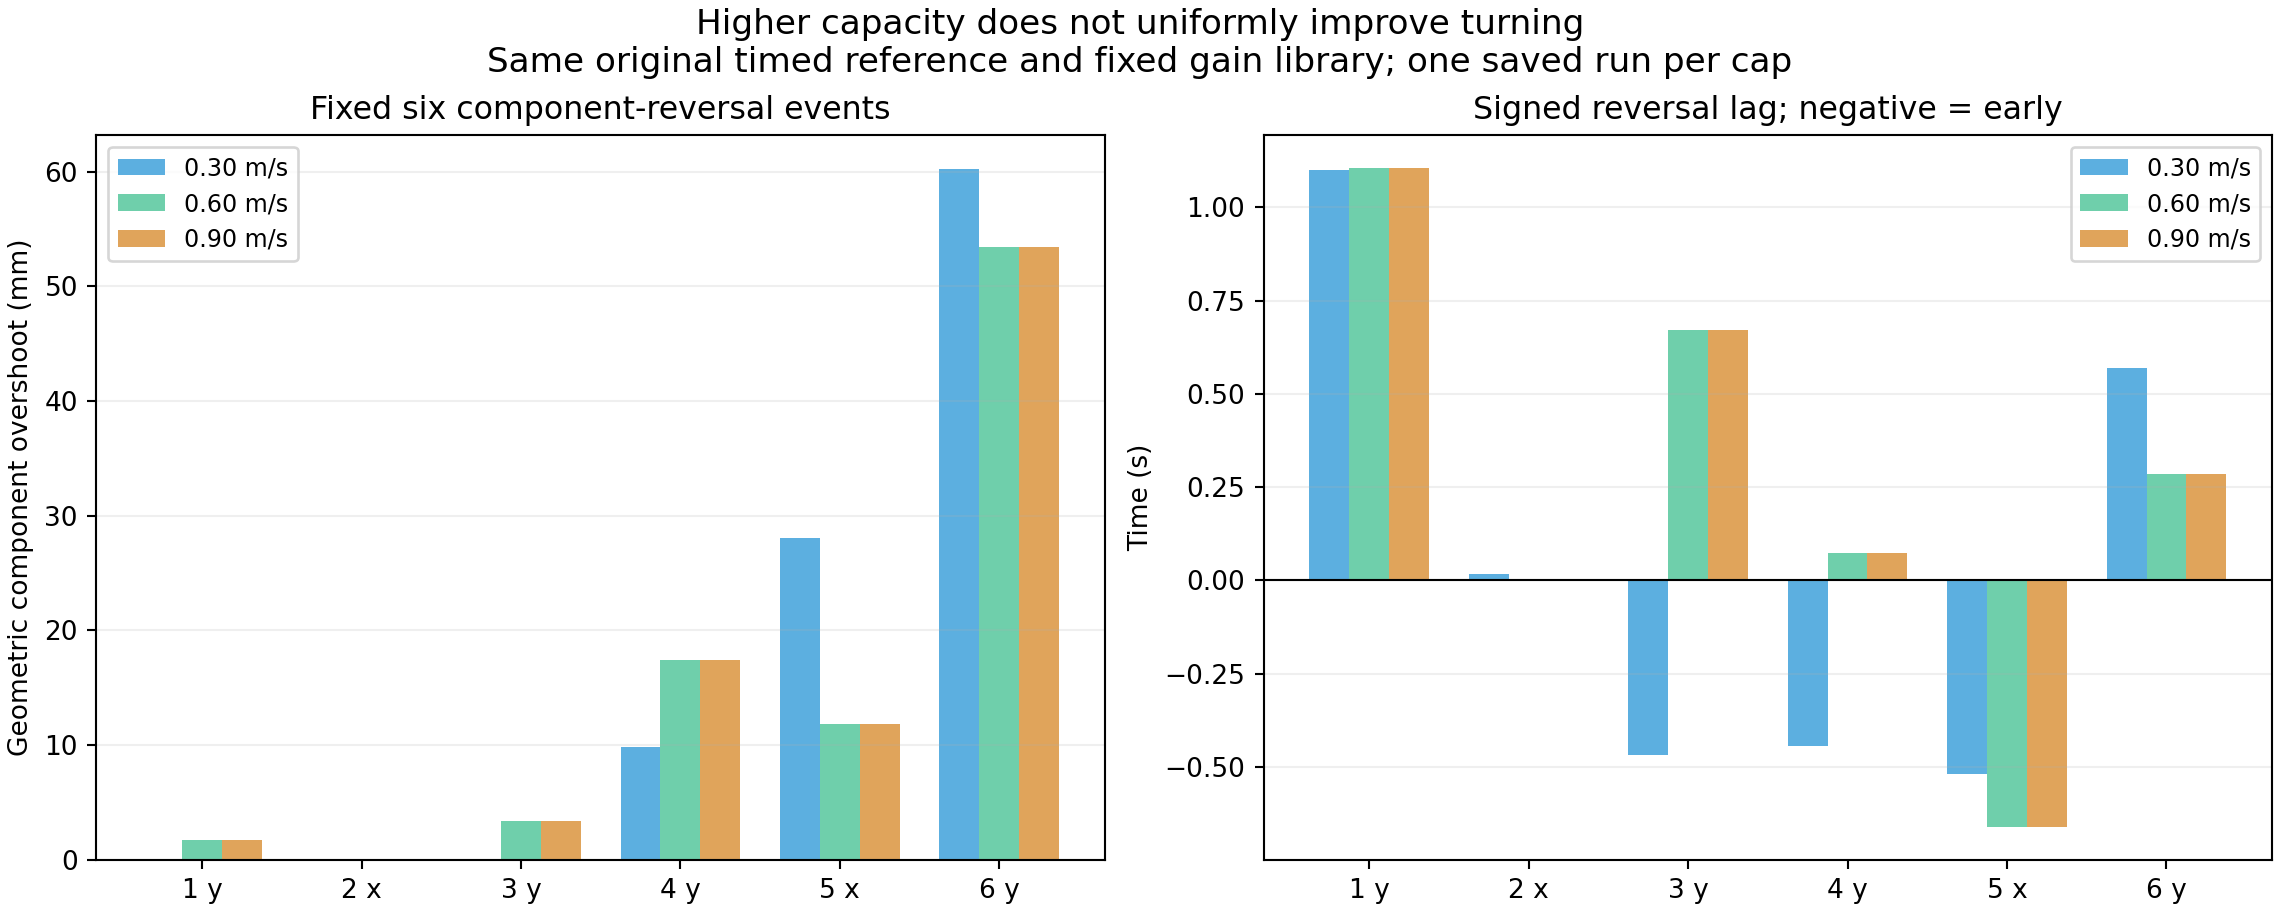 Higher capacity does not uniformly improve turning
Same original timed reference and fixed gain library; one saved run per cap
Fixed six component-reversal events
Geometric component overshoot (mm)
60
50
40
30
20
10
0
0.30 m/s
0.60 m/s
0.90 m/s
1 y
2 x
3 y
4 y
5 x
6 y
Signed reversal lag; negative = early
Time (s)
1.00
0.75
0.50
0.25
0.00
−0.25
−0.50
0.30 m/s
0.60 m/s
0.90 m/s
1 y
2 x
3 y
4 y
5 x
6 y